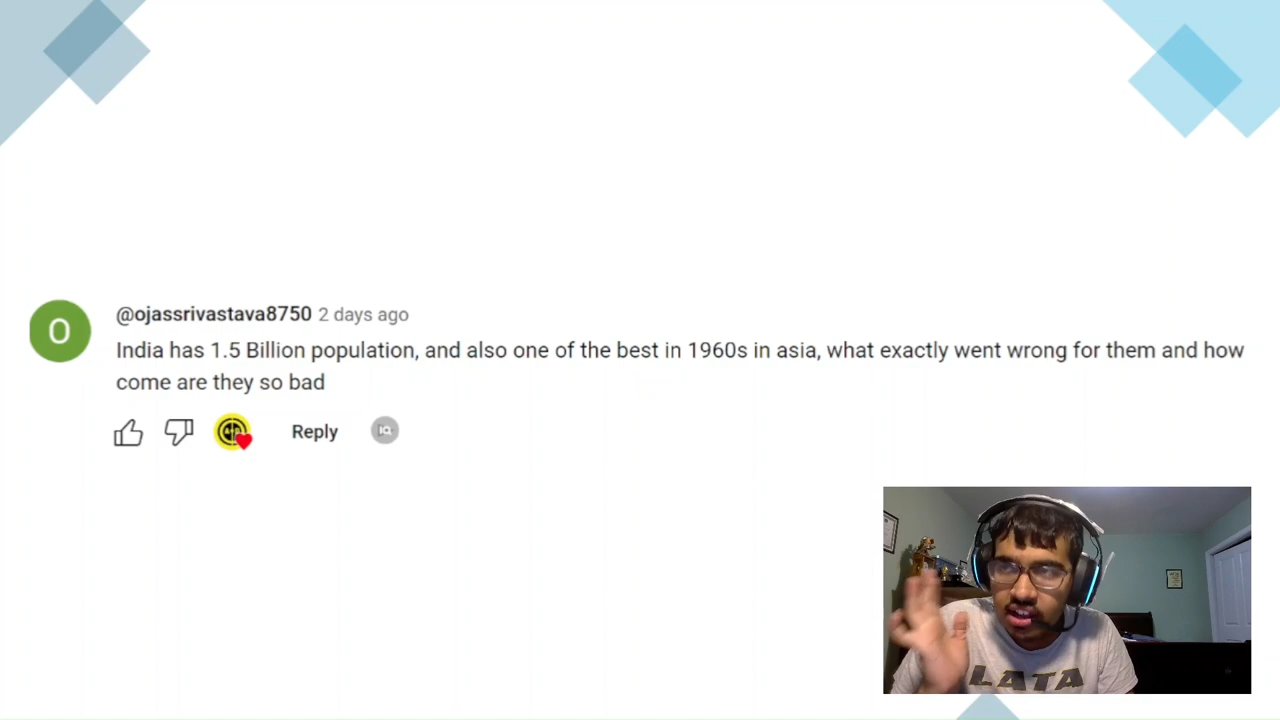 O
@ojassrivastava8750 2 days ago
India has 1.5 Billion population, and also one of the best in 1960s in asia, what exactly went wrong for them and how
come are they so bad
Reply
IQ
LATA